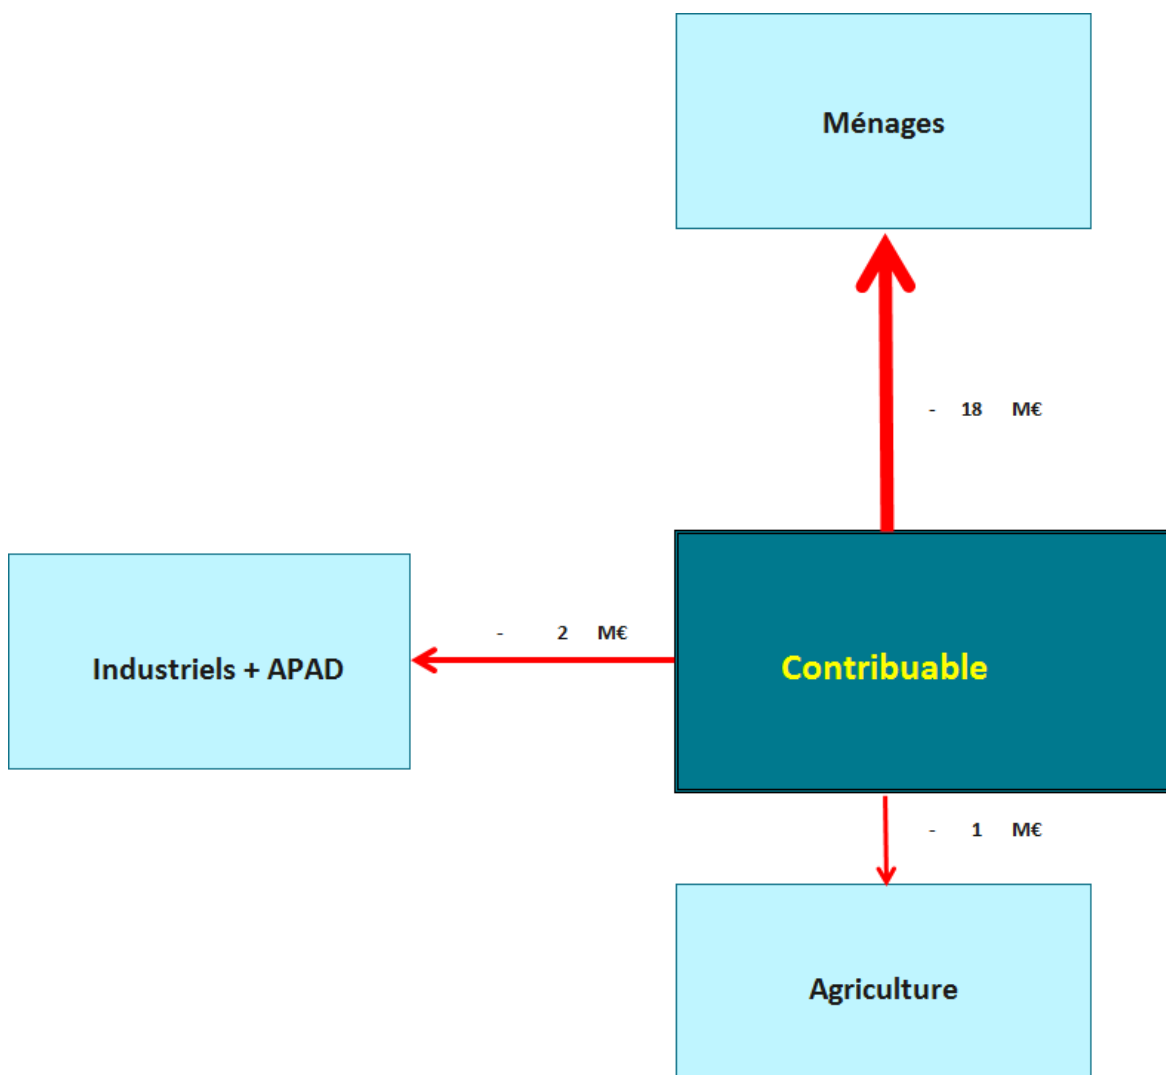 Ménages
- 18 M€
- 2 M€
Industriels + APAD
Contribuable
- 1 M€
Agriculture